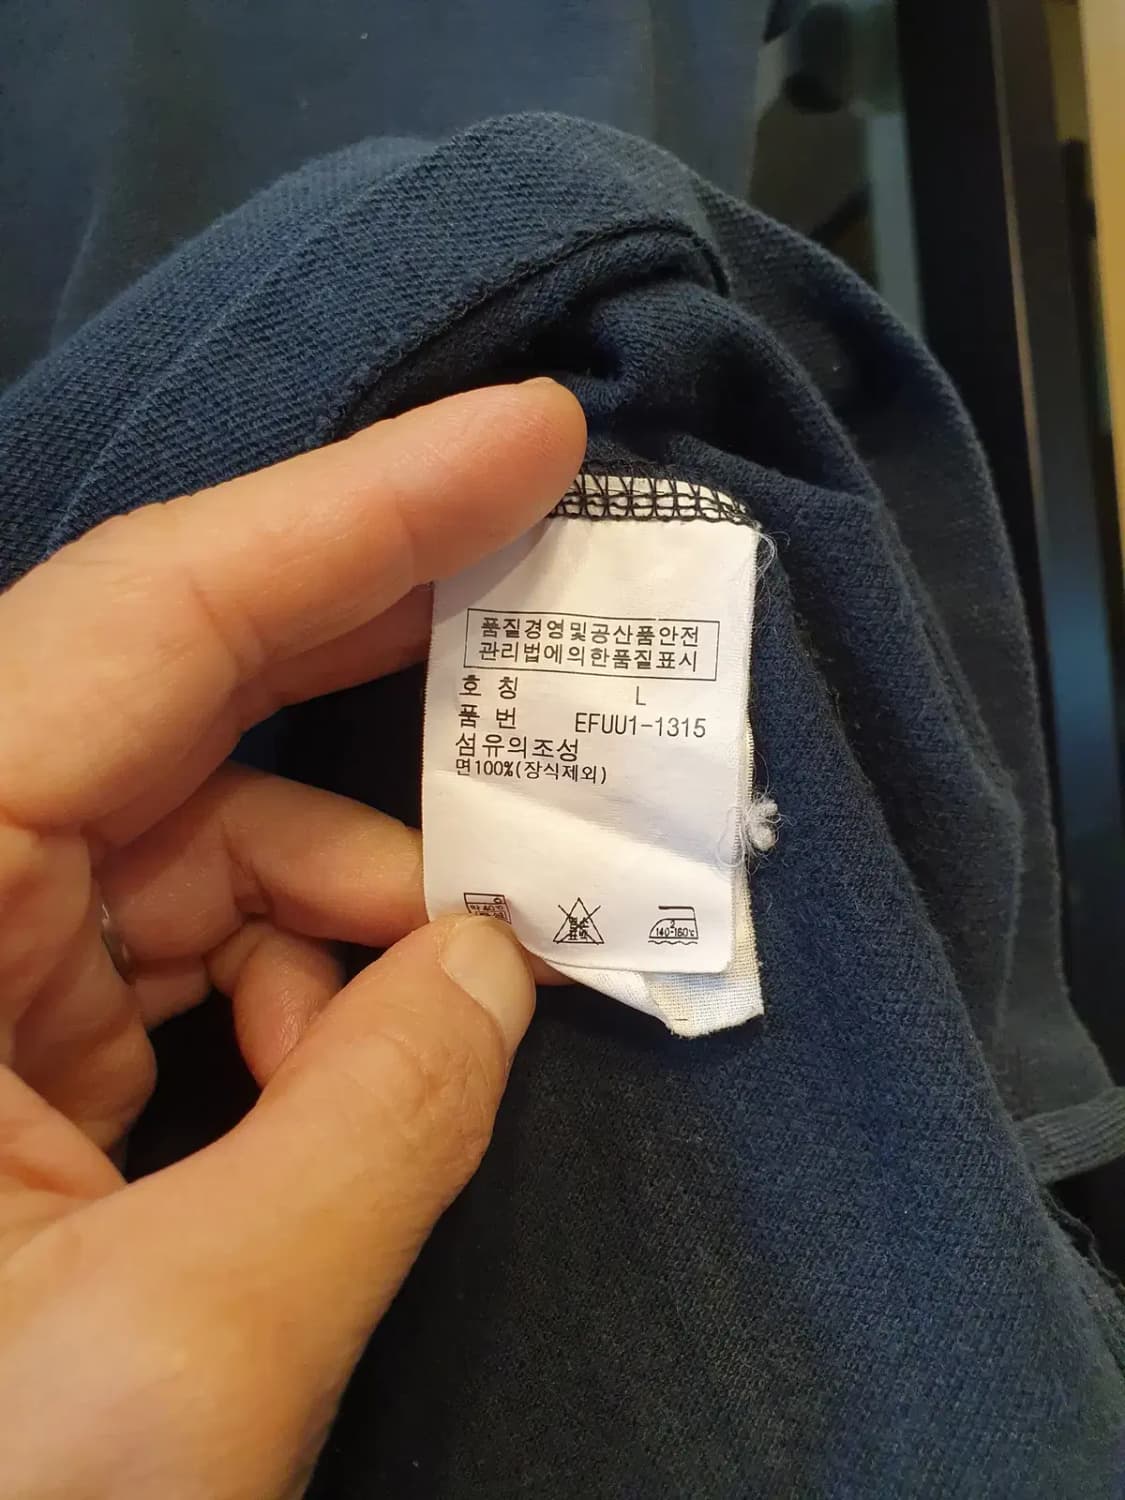 품질경영및공산품안전
관리법에의한품질표시
호 칭 L
품 번 EFUU1-1315
섬유의조성
면100%(장식제외)
140~160℃